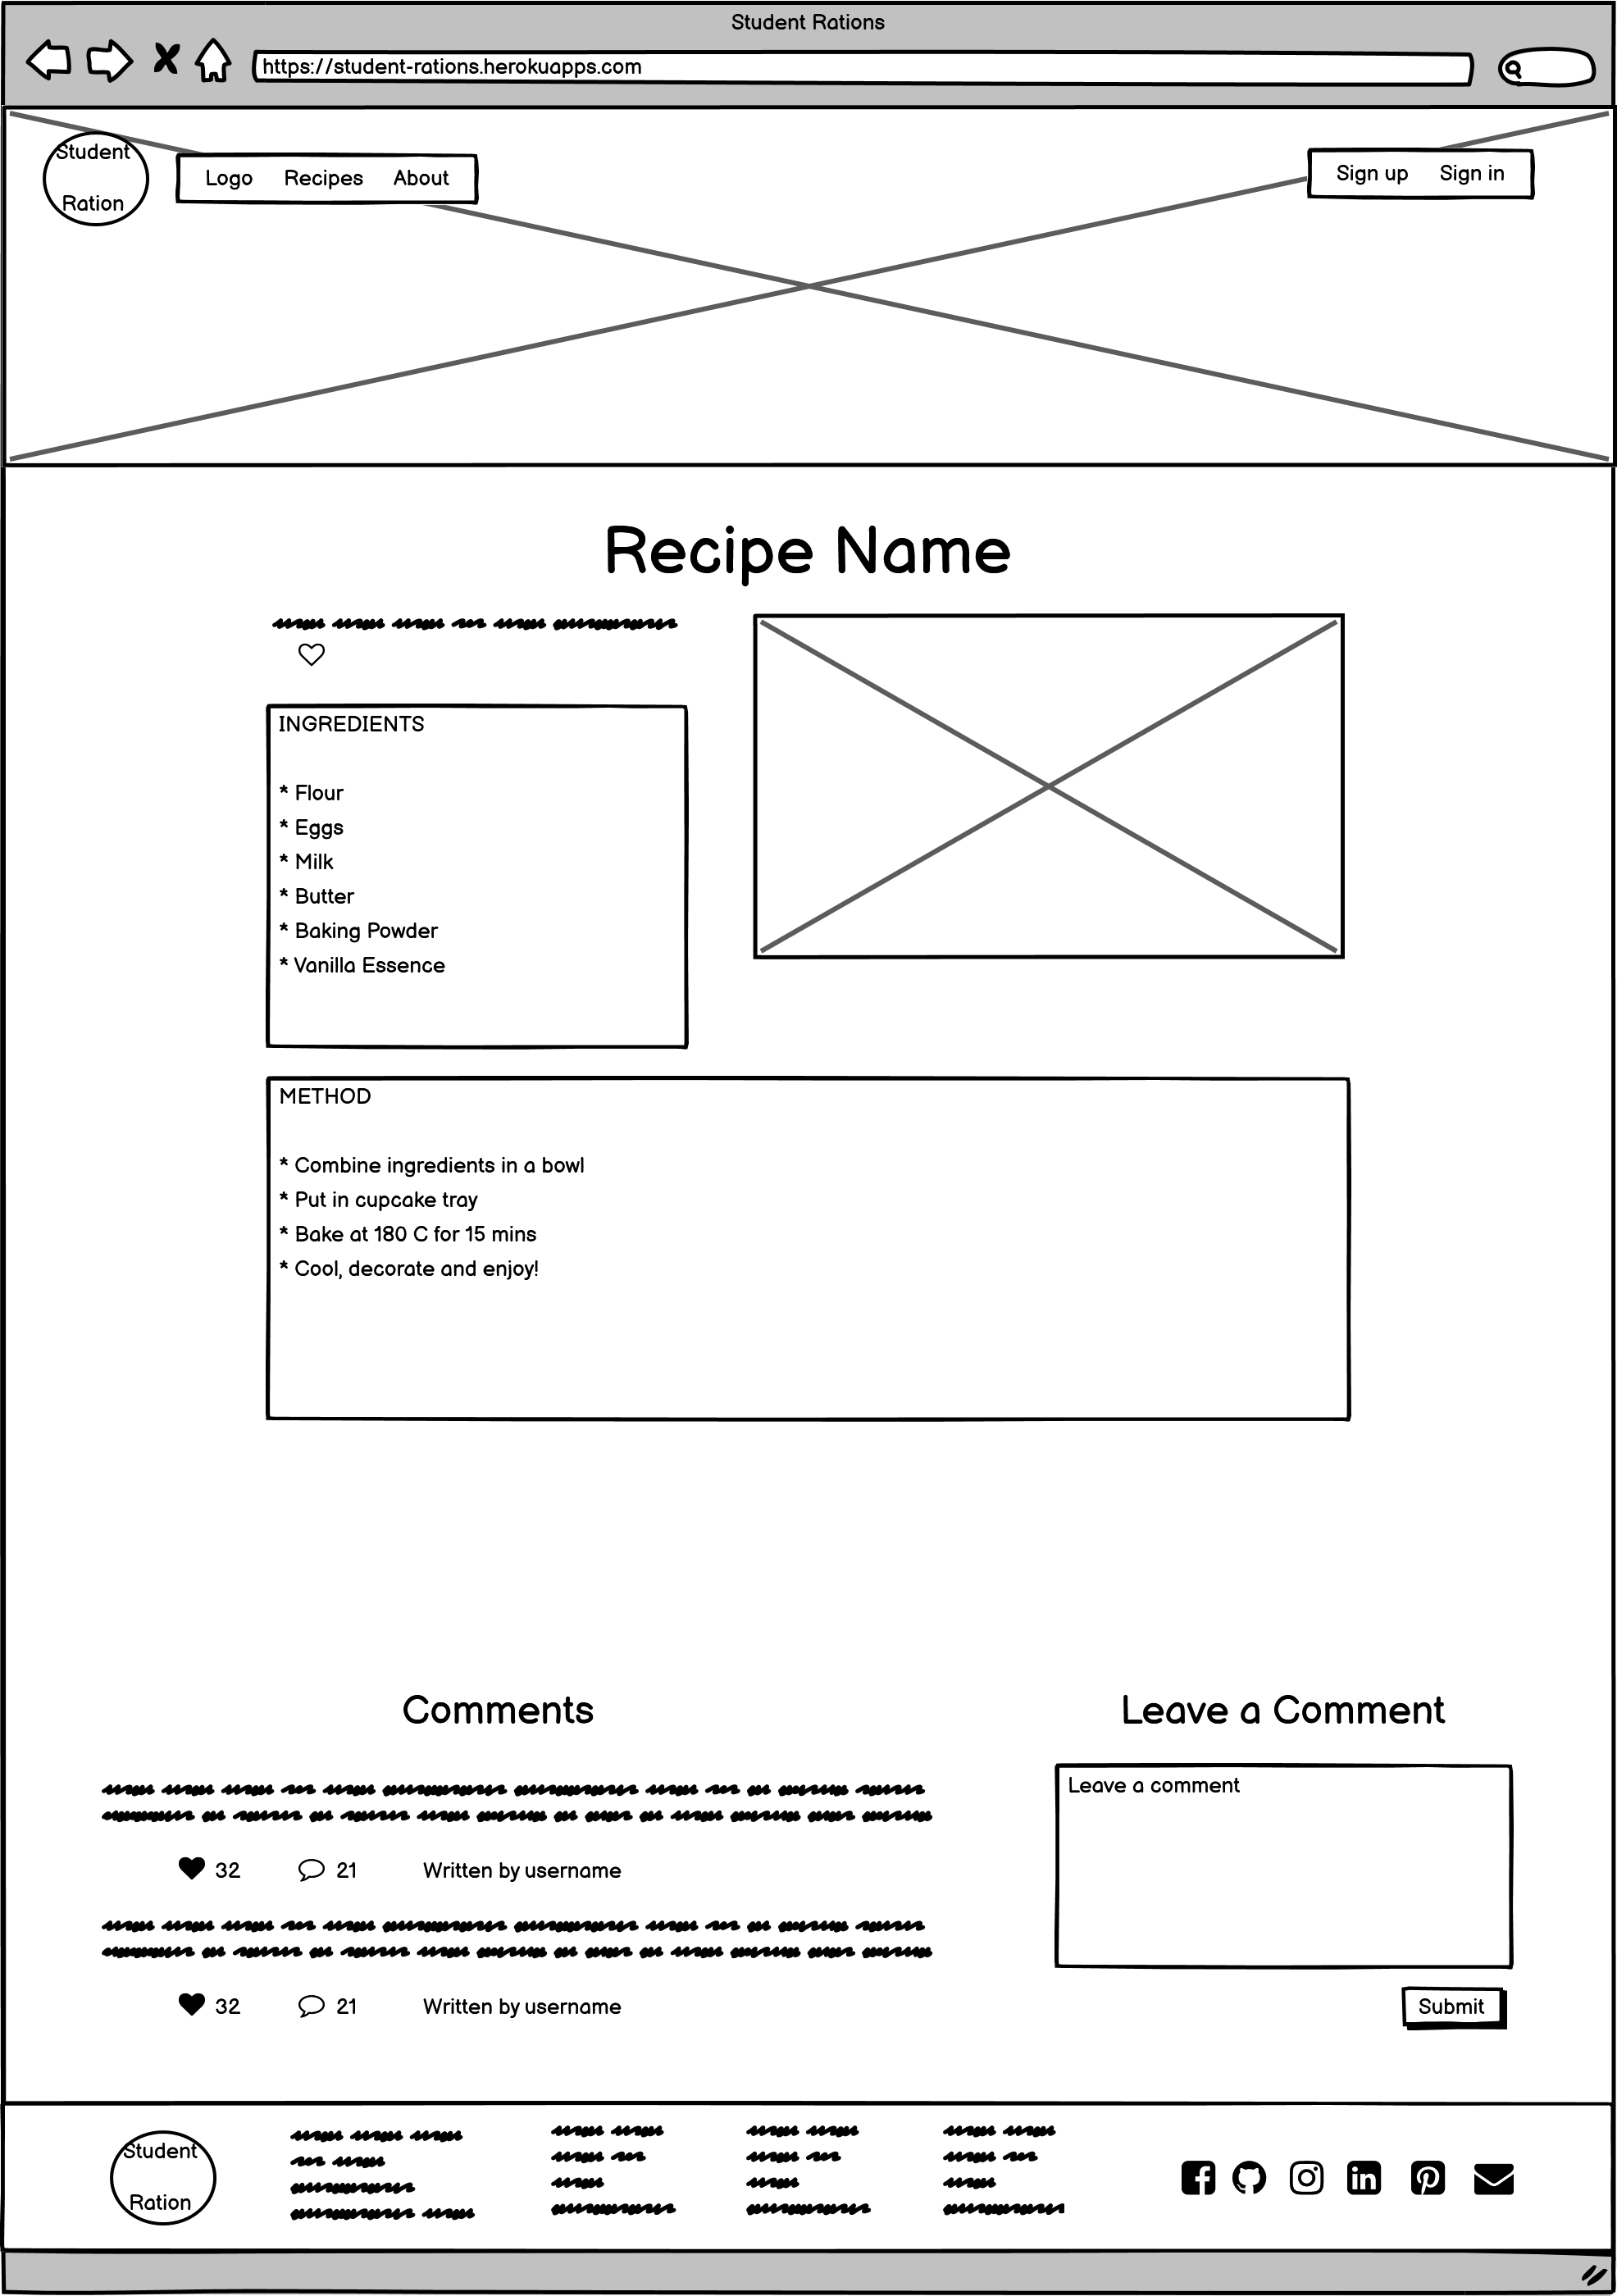 Student Rations
https://student-rations.herokuapps.com
Student
Ration
Logo Recipes About
Sign up Sign in
Recipe Name
INGREDIENTS
* Flour
* Eggs
* Milk
* Butter
* Baking Powder
* Vanilla Essence
METHOD
* Combine ingredients in a bowl
* Put in cupcake tray
* Bake at 180 C for 15 mins
* Cool, decorate and enjoy!
Comments
32 21 Written by username
32 21 Written by username
Leave a Comment
Leave a comment
Submit
Student
Ration